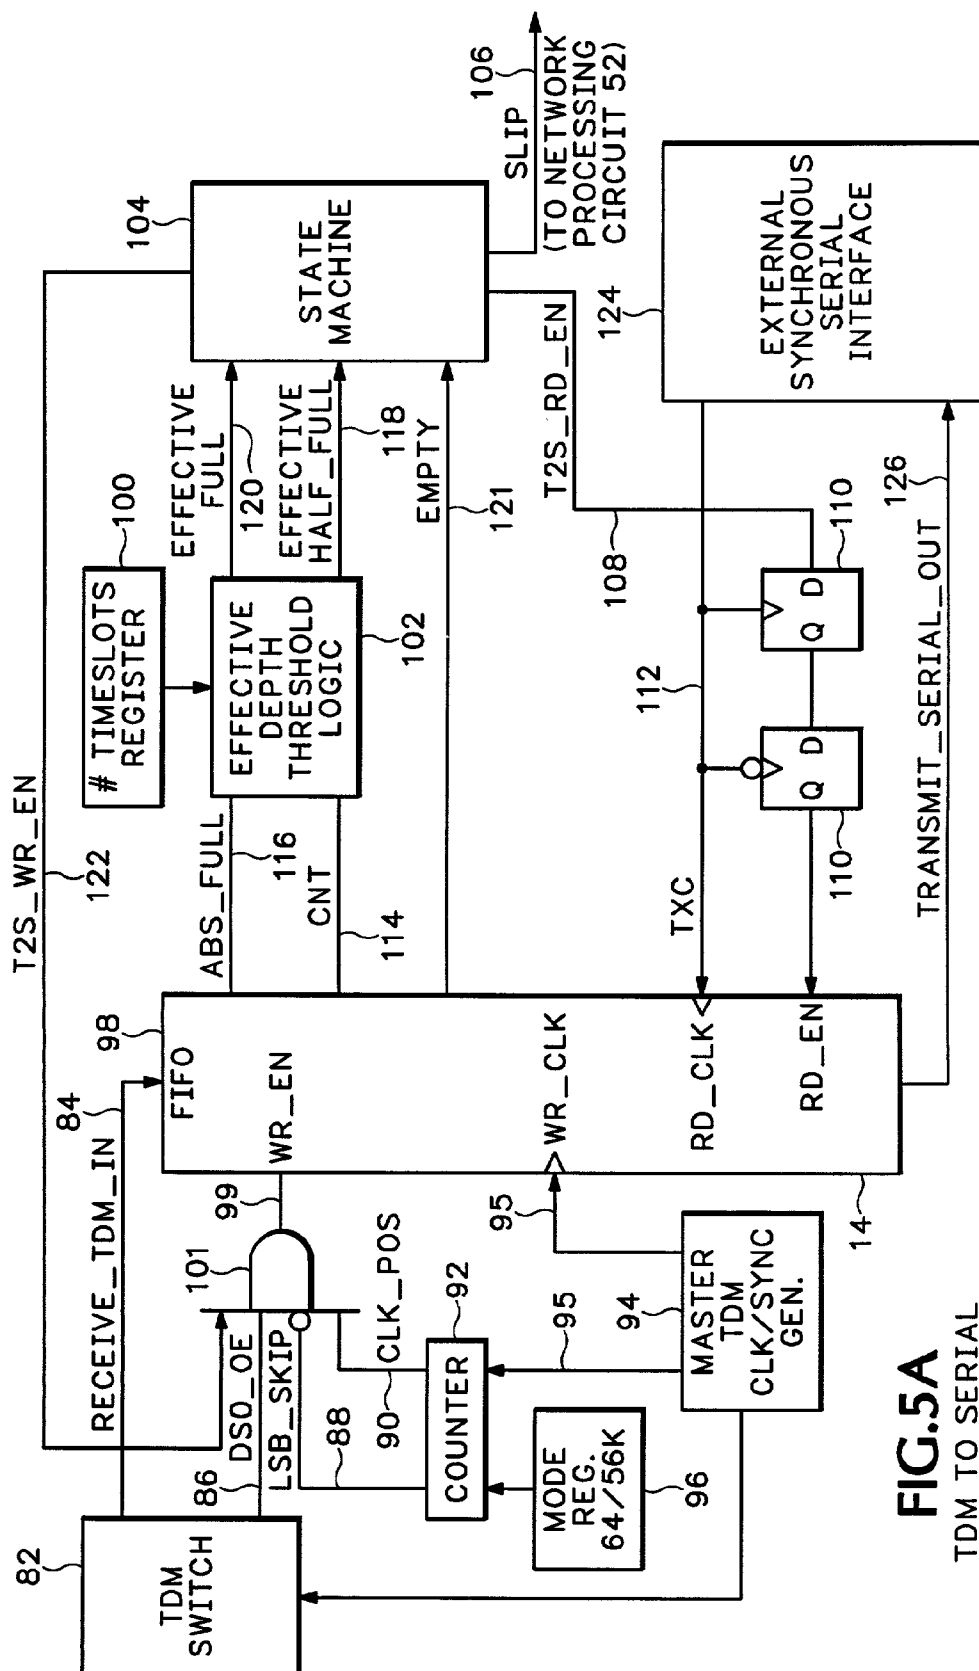 T2S_WR_EN
122
82
TDM
SWITCH
RECEIVE_TDM_IN
84
DS0_OE
86
LSB_SKIP
88
CLK_POS
90
101
99
COUNTER
92
MODE
REG.
64/56K
96
95
95
MASTER
TDM
CLK/SYNC
GEN.
94
98
FIFO
WR_EN
WR_CLK
RD_CLK
RD_EN
14
ABS_FULL
116
CNT
114
# TIMESLOTS
REGISTER
100
EFFECTIVE
DEPTH
THRESHOLD
LOGIC
102
EFFECTIVE
FULL
120
EFFECTIVE
HALF_FULL
118
EMPTY
121
STATE
MACHINE
104
SLIP
106
(TO NETWORK
PROCESSING
CIRCUIT 52)
T2S_RD_EN
108
TXC
112
Q D
110
Q D
110
EXTERNAL
SYNCHRONOUS
SERIAL
INTERFACE
124
TRANSMIT_SERIAL_OUT
126
FIG.5A
TDM TO SERIAL